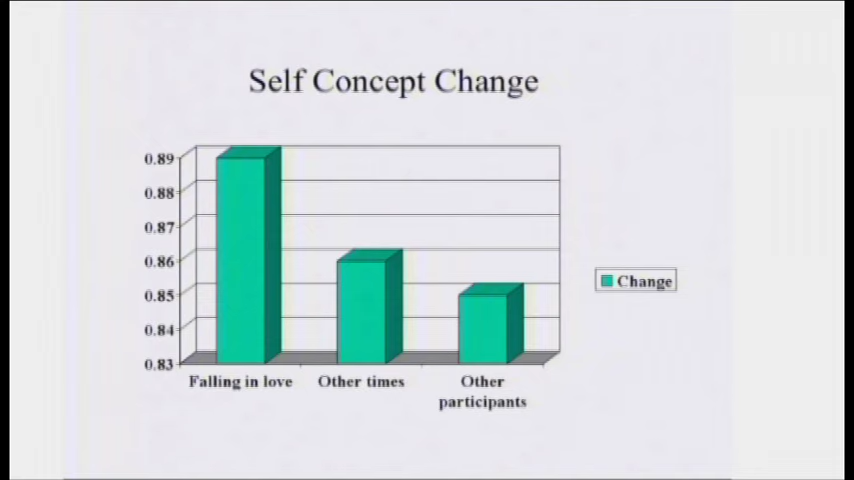 Self Concept Change
0.89
0.88
0.87
0.86
0.85
0.84
0.83
Falling in love
Other times
Other
participants
Change